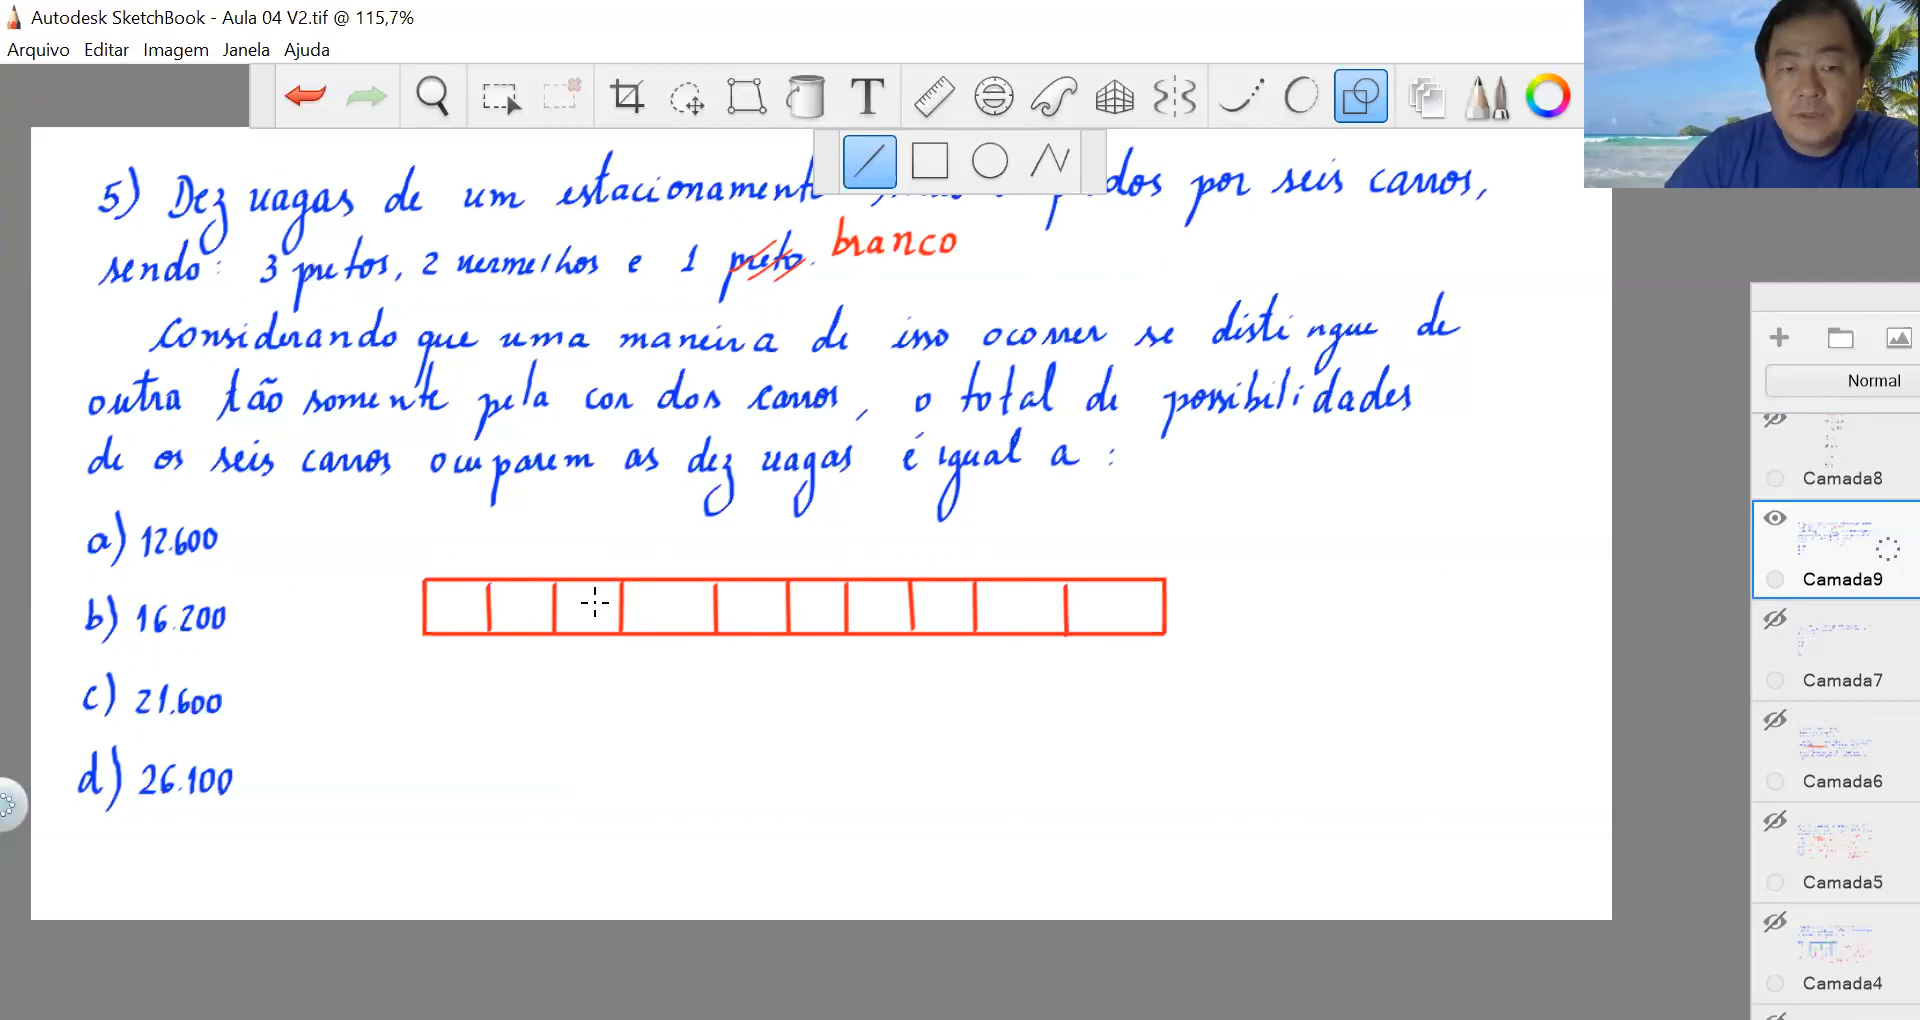 Autodesk SketchBook - Aula 04 V2.tif @ 115,7%
Arquivo Editar Imagem Janela Ajuda
5) Dez vagas de um estacionament dos por seis carros,
sendo: 3 pretos, 2 vermelhos e 1 preto. branco
Considerando que uma maneira de isso ocorrer se distingue de
outra tão somente pela cor dos carros, o total de possibilidades
de os seis carros ocuparem as dez vagas é igual a :
a) 12.600
b) 16.200
c) 21.600
d) 26.100
Normal
Camada8
Camada9
Camada7
Camada6
Camada5
Camada4